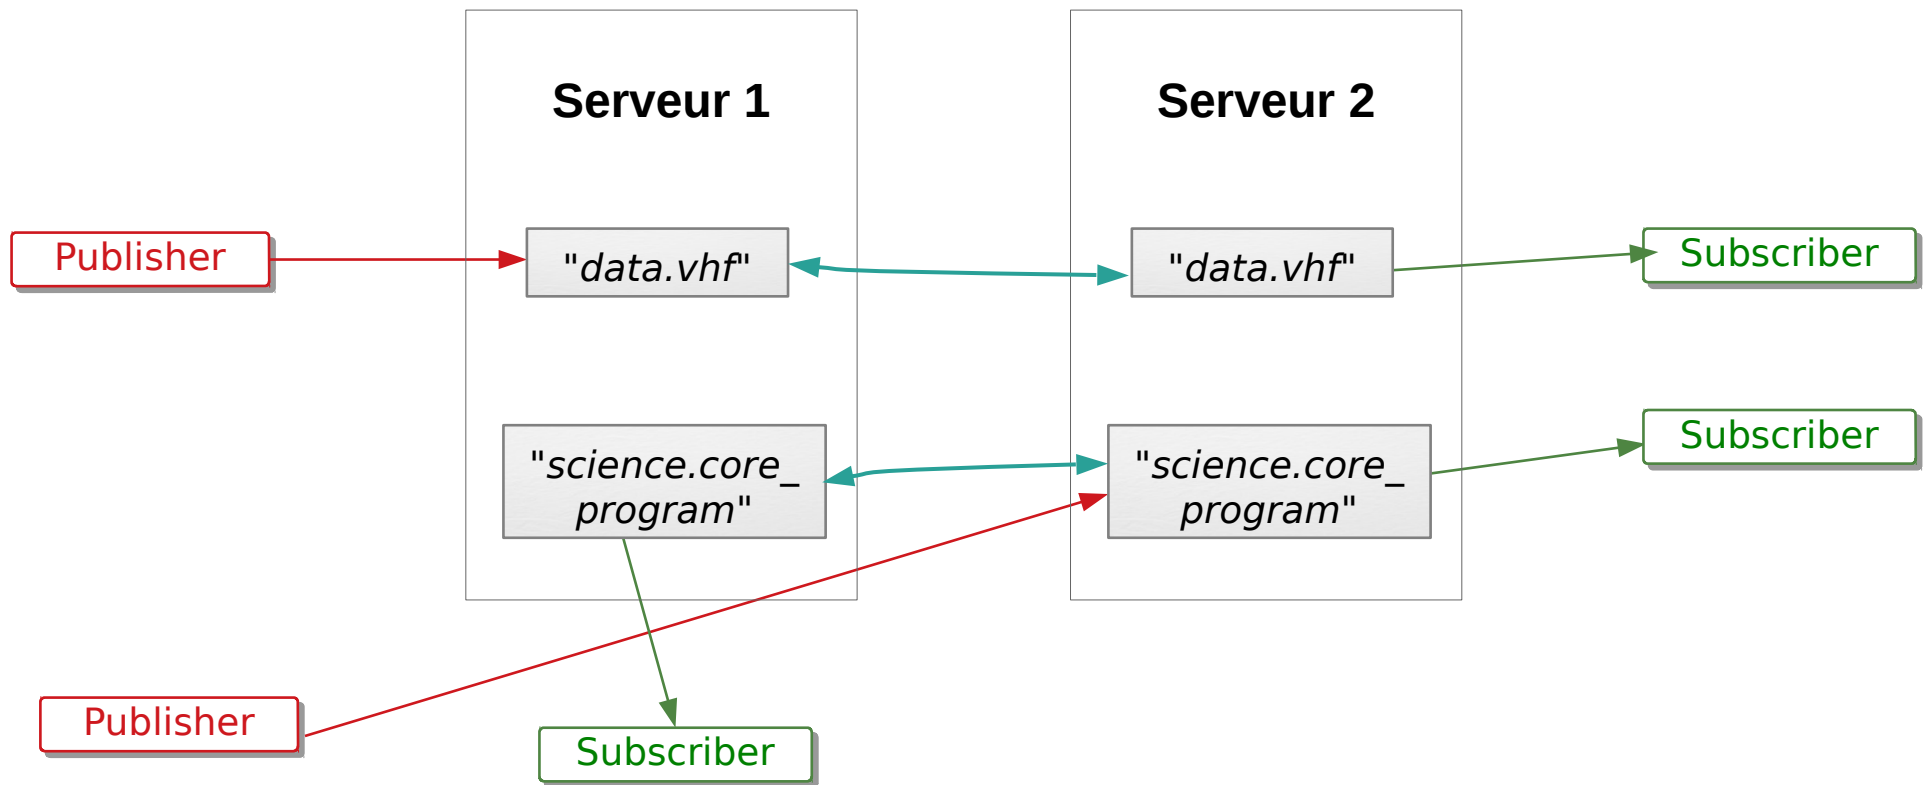 Serveur 1
Serveur 2
Publisher
"data.vhf"
"data.vhf"
Subscriber
"science.core_
program"
"science.core_
program"
Subscriber
Publisher
Subscriber